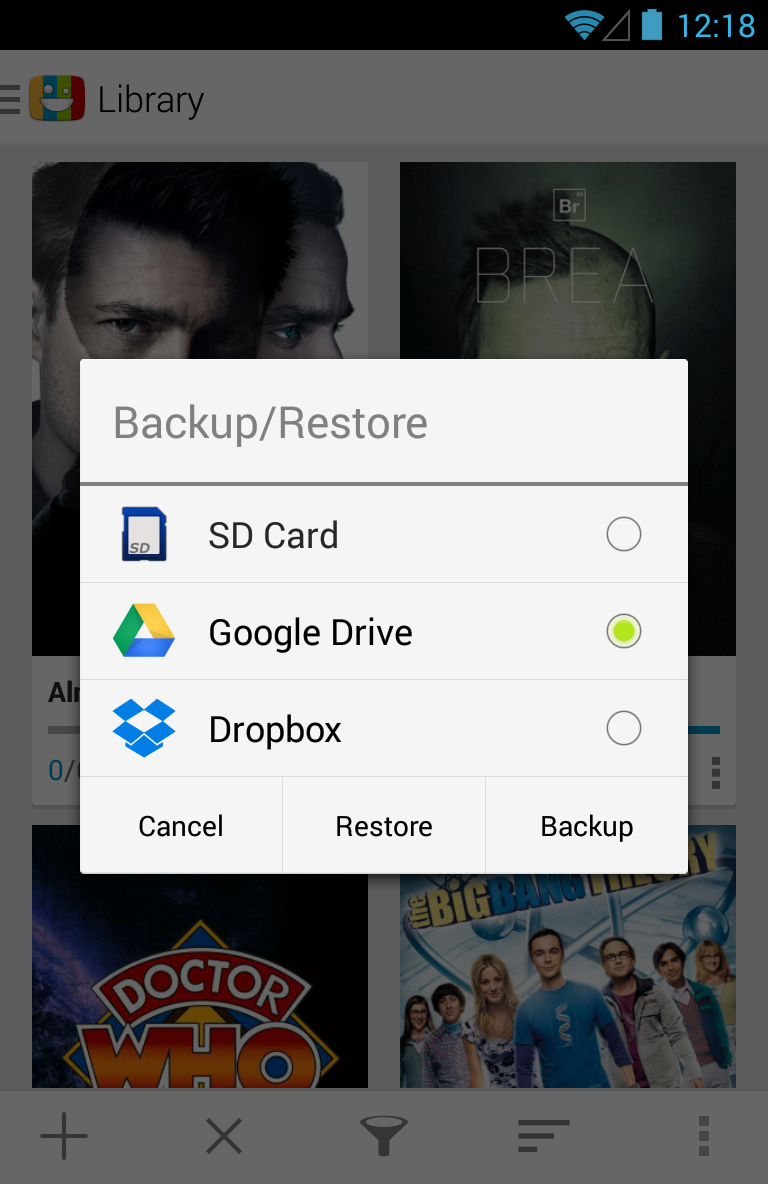 12:18
Library
Br
BREA
Backup/Restore
SD
SD Card
Google Drive
Dropbox
0/
Cancel
Restore
Backup
DOCTOR
WHO
the BIG BANG THEORY